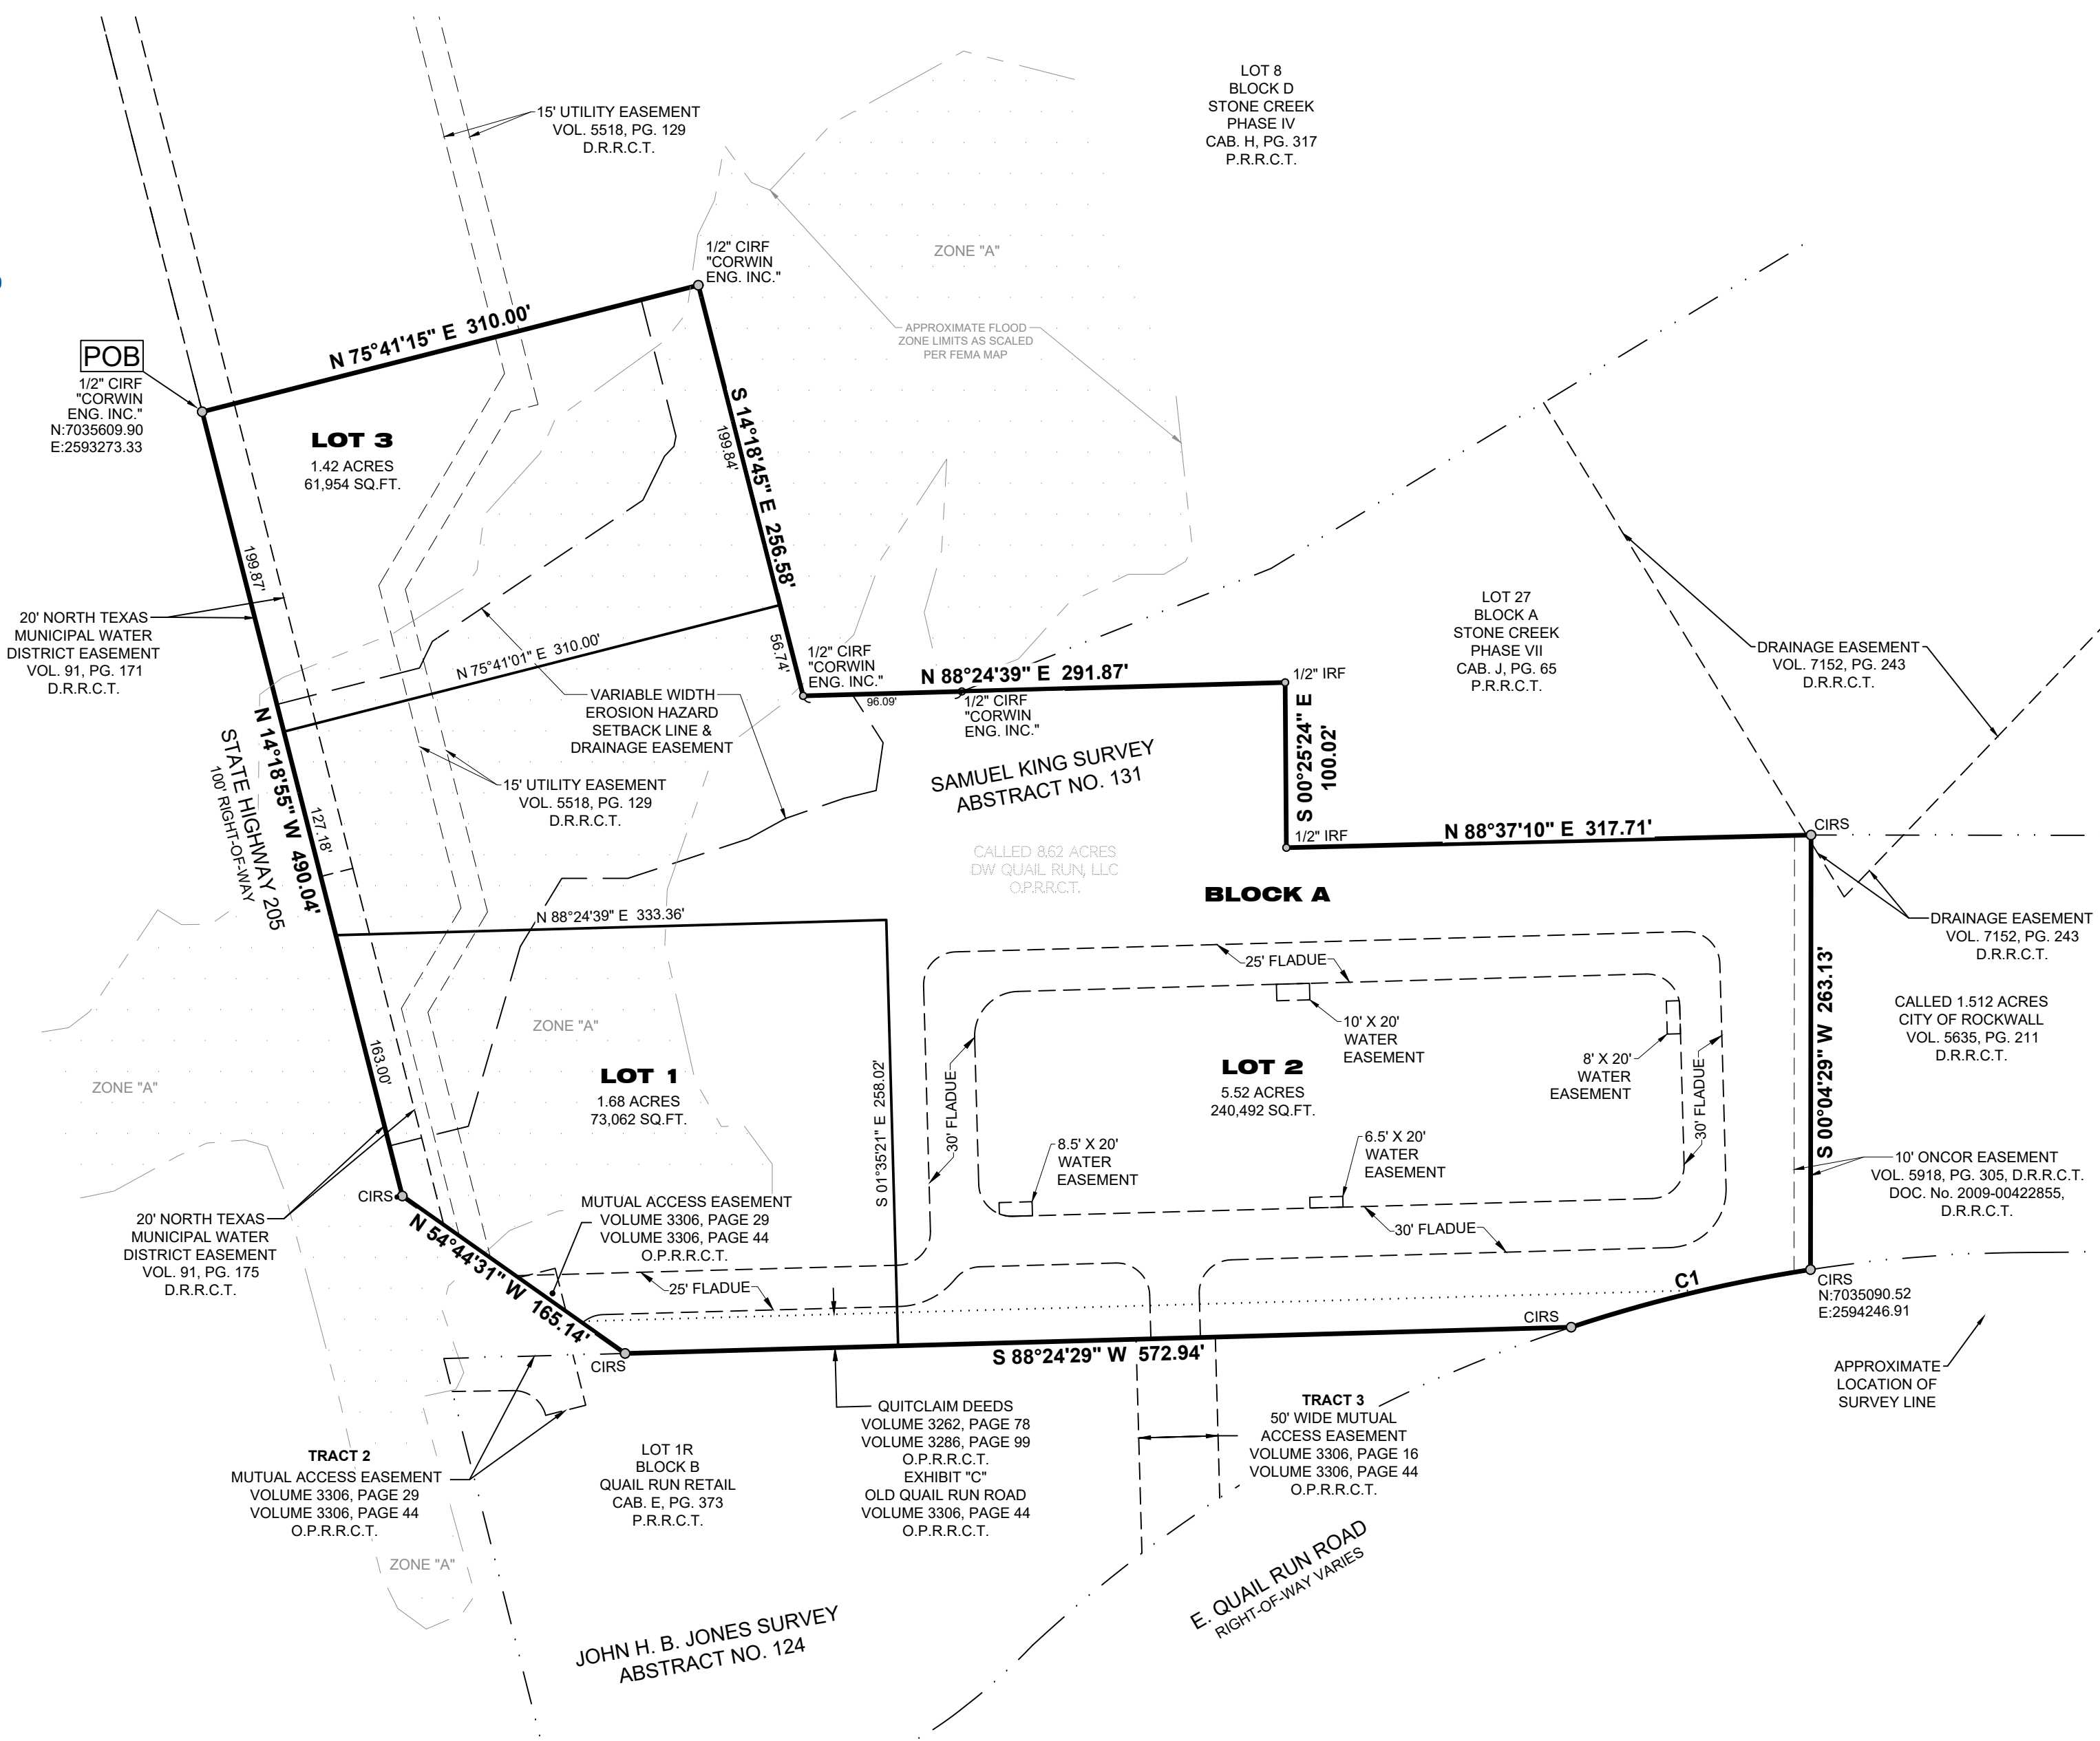 15' UTILITY EASEMENT
VOL. 5518, PG. 129
D.R.R.C.T.
LOT 8
BLOCK D
STONE CREEK
PHASE IV
CAB. H, PG. 317
P.R.R.C.T.
1/2" CIRF
"CORWIN
ENG. INC."
ZONE "A"
APPROXIMATE FLOOD
ZONE LIMITS AS SCALED
PER FEMA MAP
N 75°41'15" E 310.00'
POB
1/2" CIRF
"CORWIN
ENG. INC."
N:7035609.90
E:2593273.33
LOT 3
1.42 ACRES
61,954 SQ.FT.
S 14°18'45" E 256.58'
199.84'
56.74'
199.87'
20' NORTH TEXAS
MUNICIPAL WATER
DISTRICT EASEMENT
VOL. 91, PG. 171
D.R.R.C.T.
N 75°41'01" E 310.00'
1/2" CIRF
"CORWIN
ENG. INC."
N 88°24'39" E 291.87'
96.09'
1/2" CIRF
"CORWIN
ENG. INC."
1/2" IRF
LOT 27
BLOCK A
STONE CREEK
PHASE VII
CAB. J, PG. 65
P.R.R.C.T.
DRAINAGE EASEMENT
VOL. 7152, PG. 243
D.R.R.C.T.
VARIABLE WIDTH
EROSION HAZARD
SETBACK LINE &
DRAINAGE EASEMENT
15' UTILITY EASEMENT
VOL. 5518, PG. 129
D.R.R.C.T.
SAMUEL KING SURVEY
ABSTRACT NO. 131
S 00°25'24" E
100.02'
1/2" IRF
N 88°37'10" E 317.71'
CIRS
STATE HIGHWAY 205
100' RIGHT-OF-WAY
N 14°18'55" W 490.04'
127.18'
163.00'
CALLED 8.62 ACRES
DW QUAIL RUN, LLC
O.P.R.R.C.T.
BLOCK A
N 88°24'39" E 333.36'
DRAINAGE EASEMENT
VOL. 7152, PG. 243
D.R.R.C.T.
25' FLADUE
10' X 20'
WATER
EASEMENT
8' X 20'
WATER
EASEMENT
S 00°04'29" W 263.13'
CALLED 1.512 ACRES
CITY OF ROCKWALL
VOL. 5635, PG. 211
D.R.R.C.T.
ZONE "A"
ZONE "A"
LOT 1
1.68 ACRES
73,062 SQ.FT.
S 01°35'21" E 258.02'
30' FLADUE
LOT 2
5.52 ACRES
240,492 SQ.FT.
30' FLADUE
8.5' X 20'
WATER
EASEMENT
6.5' X 20'
WATER
EASEMENT
30' FLADUE
10' ONCOR EASEMENT
VOL. 5918, PG. 305, D.R.R.C.T.
DOC. No. 2009-00422855,
D.R.R.C.T.
CIRS
20' NORTH TEXAS
MUNICIPAL WATER
DISTRICT EASEMENT
VOL. 91, PG. 175
D.R.R.C.T.
MUTUAL ACCESS EASEMENT
VOLUME 3306, PAGE 29
VOLUME 3306, PAGE 44
O.P.R.R.C.T.
N 54°44'31" W 165.14'
25' FLADUE
C1
CIRS
N:7035090.52
E:2594246.91
CIRS
CIRS
S 88°24'29" W 572.94'
APPROXIMATE
LOCATION OF
SURVEY LINE
TRACT 2
MUTUAL ACCESS EASEMENT
VOLUME 3306, PAGE 29
VOLUME 3306, PAGE 44
O.P.R.R.C.T.
LOT 1R
BLOCK B
QUAIL RUN RETAIL
CAB. E, PG. 373
P.R.R.C.T.
QUITCLAIM DEEDS
VOLUME 3262, PAGE 78
VOLUME 3286, PAGE 99
O.P.R.R.C.T.
EXHIBIT "C"
OLD QUAIL RUN ROAD
VOLUME 3306, PAGE 44
O.P.R.R.C.T.
TRACT 3
50' WIDE MUTUAL
ACCESS EASEMENT
VOLUME 3306, PAGE 16
VOLUME 3306, PAGE 44
O.P.R.R.C.T.
ZONE "A"
E. QUAIL RUN ROAD
RIGHT-OF-WAY VARIES
JOHN H. B. JONES SURVEY
ABSTRACT NO. 124